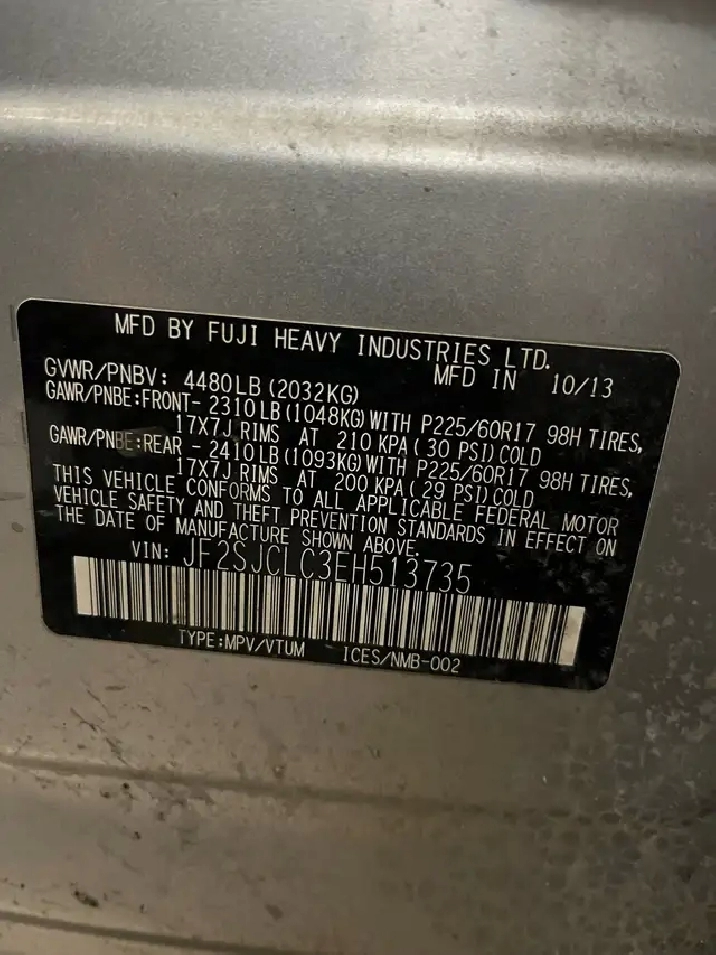 MFD BY FUJI HEAVY INDUSTRIES LTD.
MFD IN 10/13
GVWR/PNBV: 4480LB (2032KG)
GAWR/PNBE:FRONT- 2310LB (1048KG) WITH P225/60R17 98H TIRES,
17X7J RIMS AT 210 KPA (30 PSI) COLD
GAWR/PNBE:REAR - 2410LB (1093KG) WITH P225/60R17 98H TIRES,
17X7J RIMS AT 200 KPA (29 PSI) COLD
THIS VEHICLE CONFORMS TO ALL APPLICABLE FEDERAL MOTOR
VEHICLE SAFETY AND THEFT PREVENTION STANDARDS IN EFFECT ON
THE DATE OF MANUFACTURE SHOWN ABOVE.
VIN: JF2SJCLC3EH513735
TYPE:MPV/VTUM ICES/NMB-002